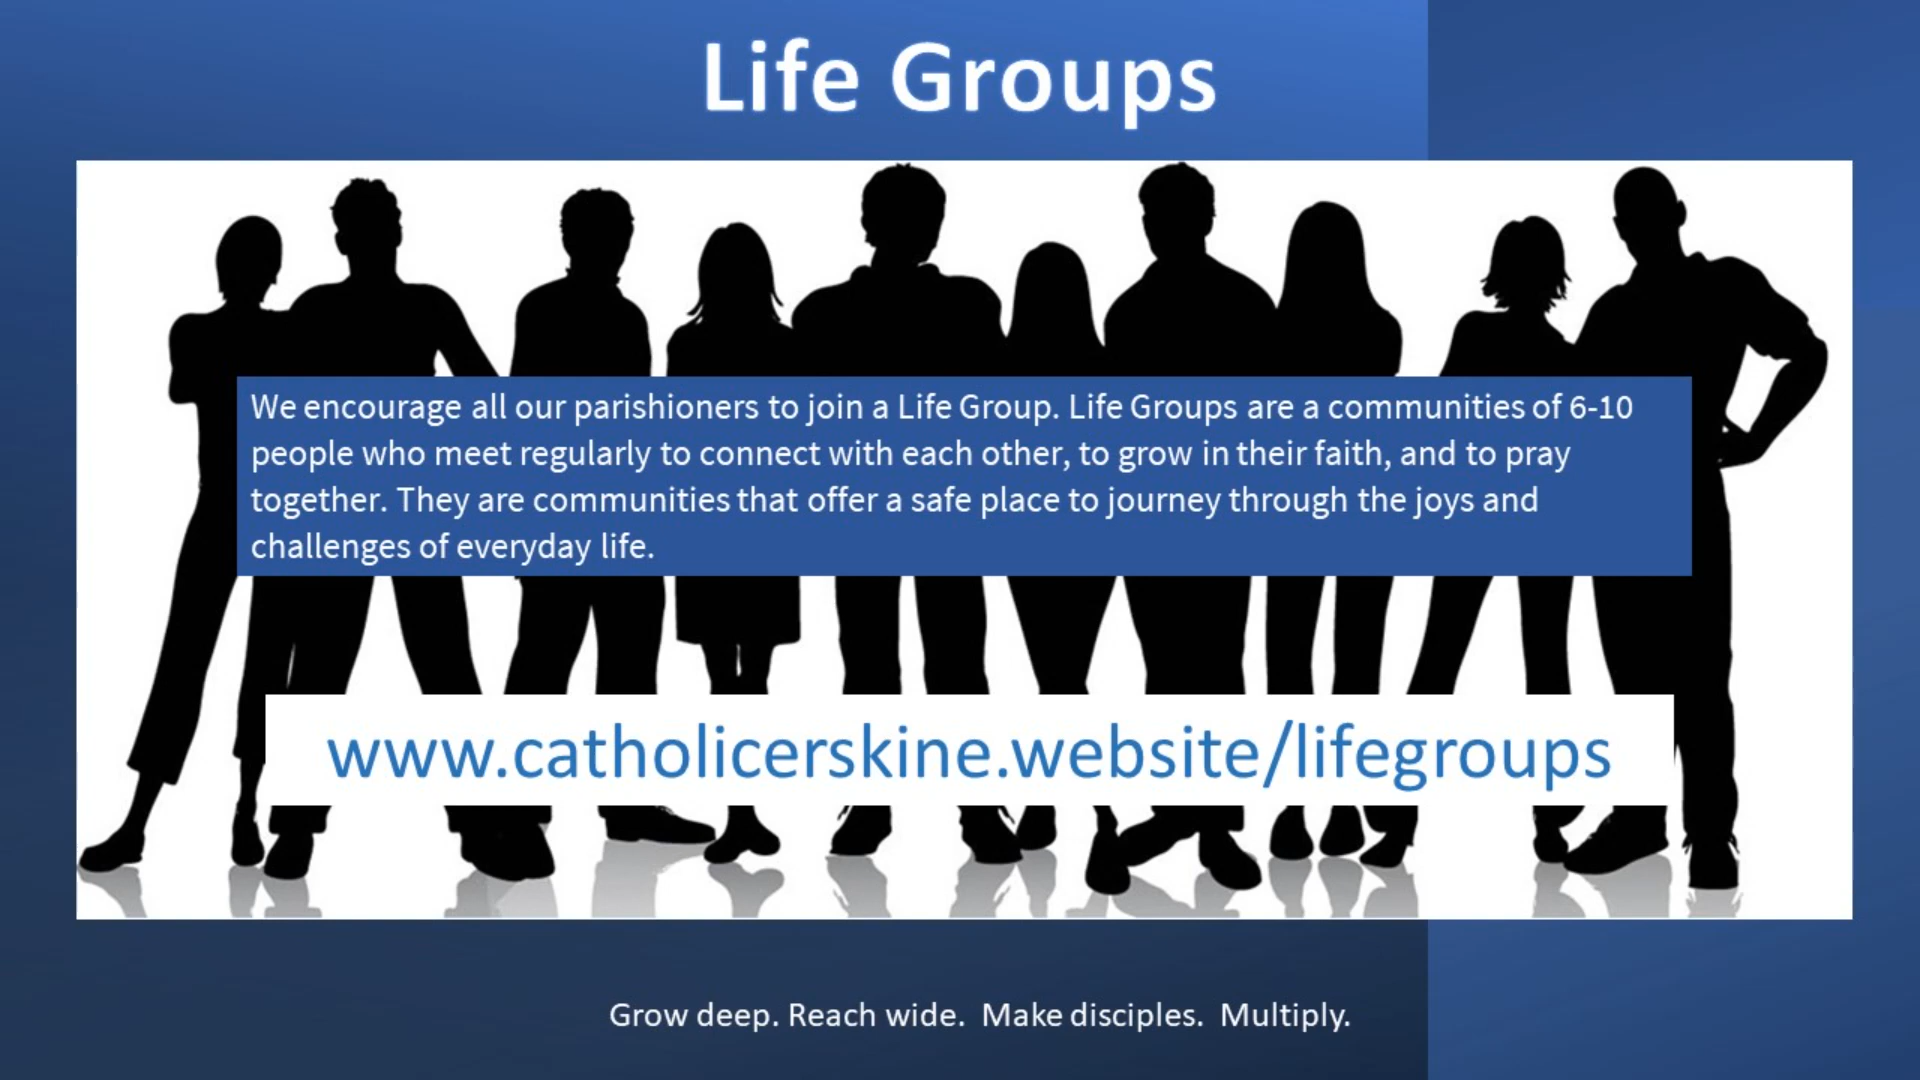 Life Groups
We encourage all our parishioners to join a Life Group. Life Groups are a communities of 6-10
people who meet regularly to connect with each other, to grow in their faith, and to pray
together. They are communities that offer a safe place to journey through the joys and
challenges of everyday life.
www.catholicerskine.website/lifegroups
Grow deep. Reach wide.  Make disciples.  Multiply.